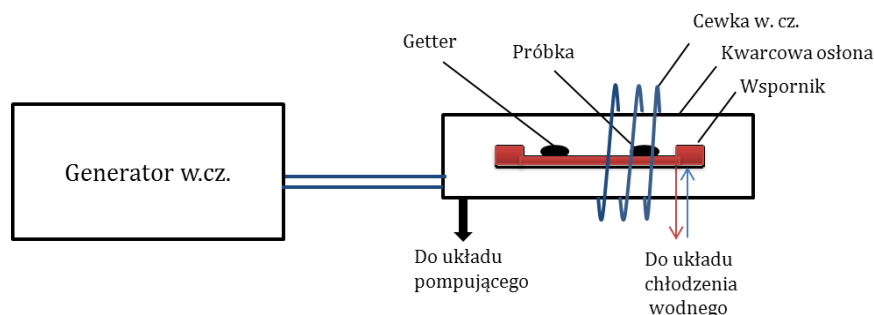 Cewka w. cz.
Getter
Próbka
Kwarcowa osłona
Wspornik
Generator w.cz.
Do układu
pompującego
Do układu
chłodzenia
wodnego